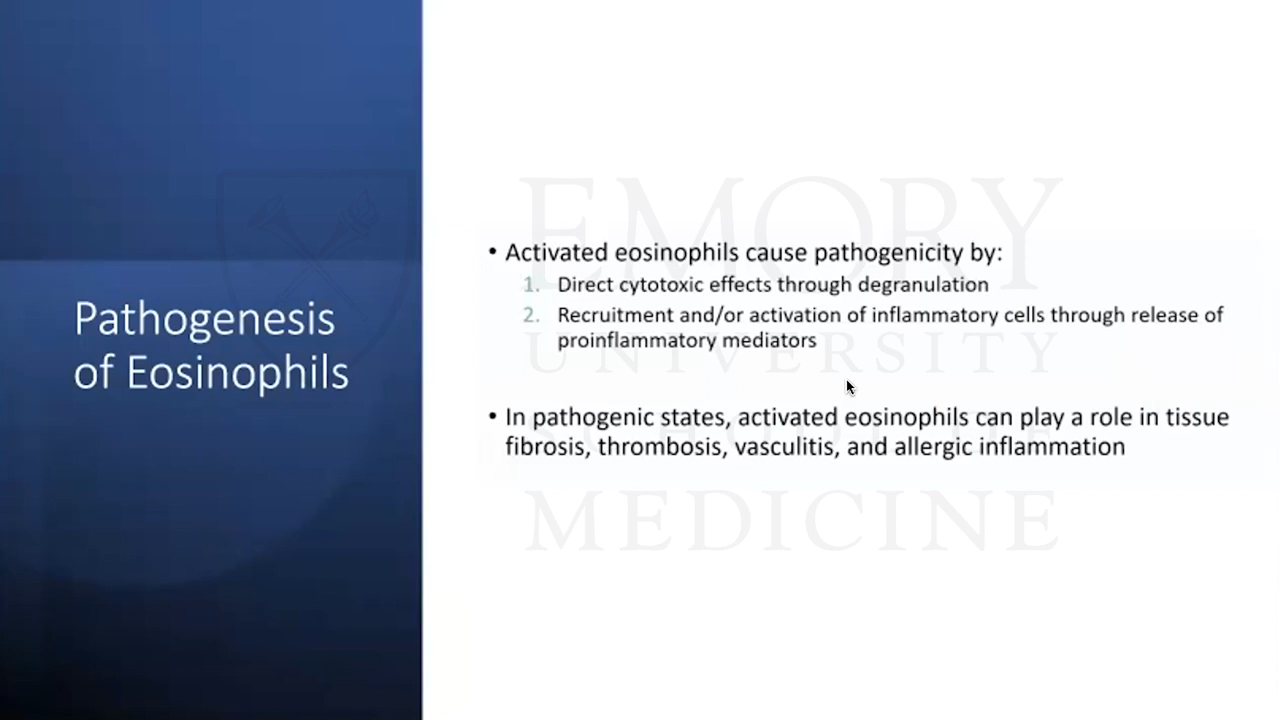 Pathogenesis
of Eosinophils
EMORY
UNIVERSITY
SCHOOL OF
MEDICINE
• Activated eosinophils cause pathogenicity by:
1. Direct cytotoxic effects through degranulation
2. Recruitment and/or activation of inflammatory cells through release of
proinflammatory mediators
• In pathogenic states, activated eosinophils can play a role in tissue
fibrosis, thrombosis, vasculitis, and allergic inflammation